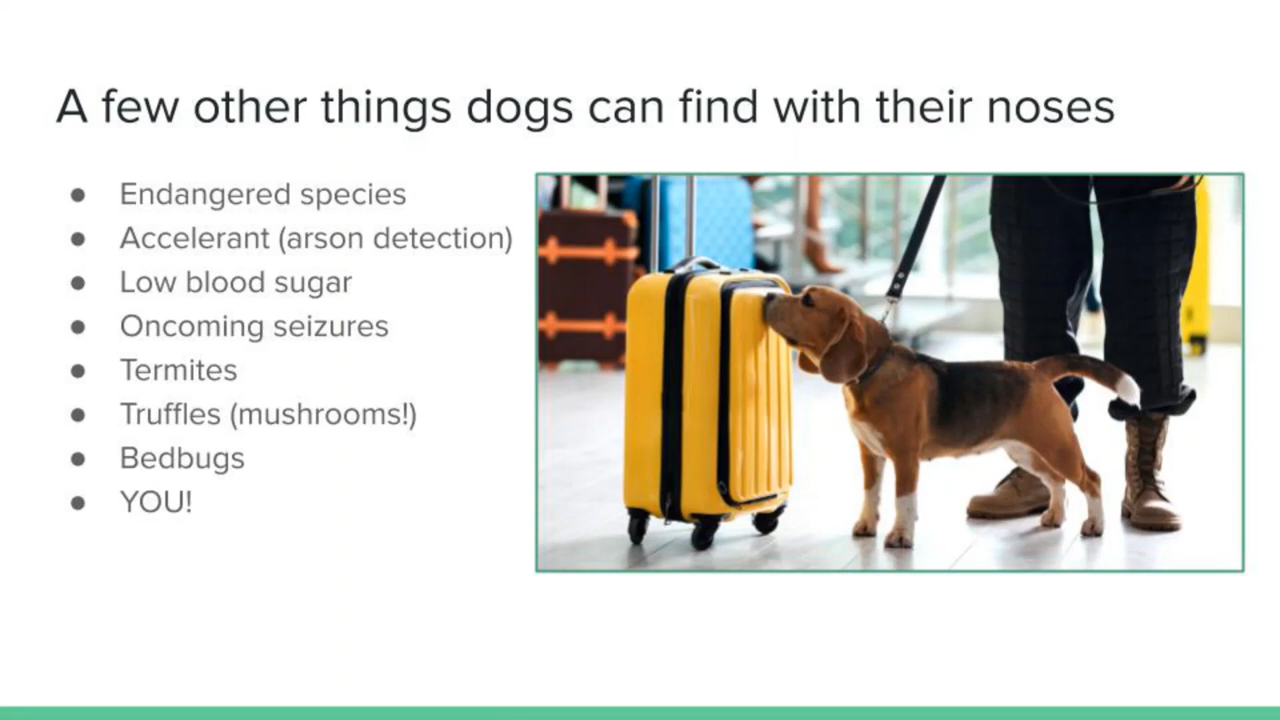 A few other things dogs can find with their noses
● Endangered species
● Accelerant (arson detection)
● Low blood sugar
● Oncoming seizures
● Termites
● Truffles (mushrooms!)
● Bedbugs
● YOU!